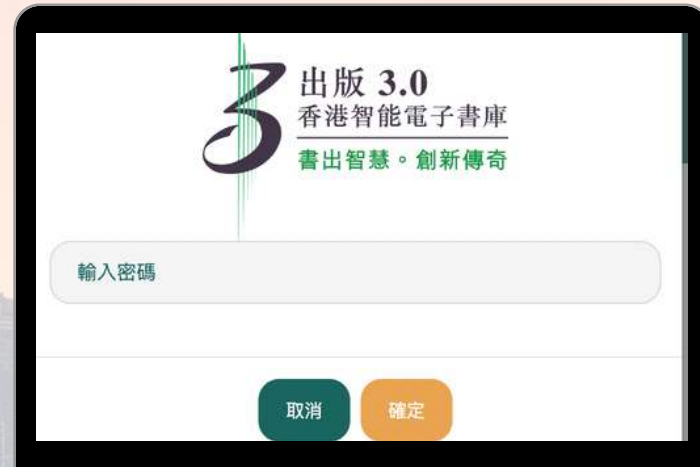 出版 3.0
香港智能電子書庫
書出智慧。創新傳奇
輸入密碼
取消
確定